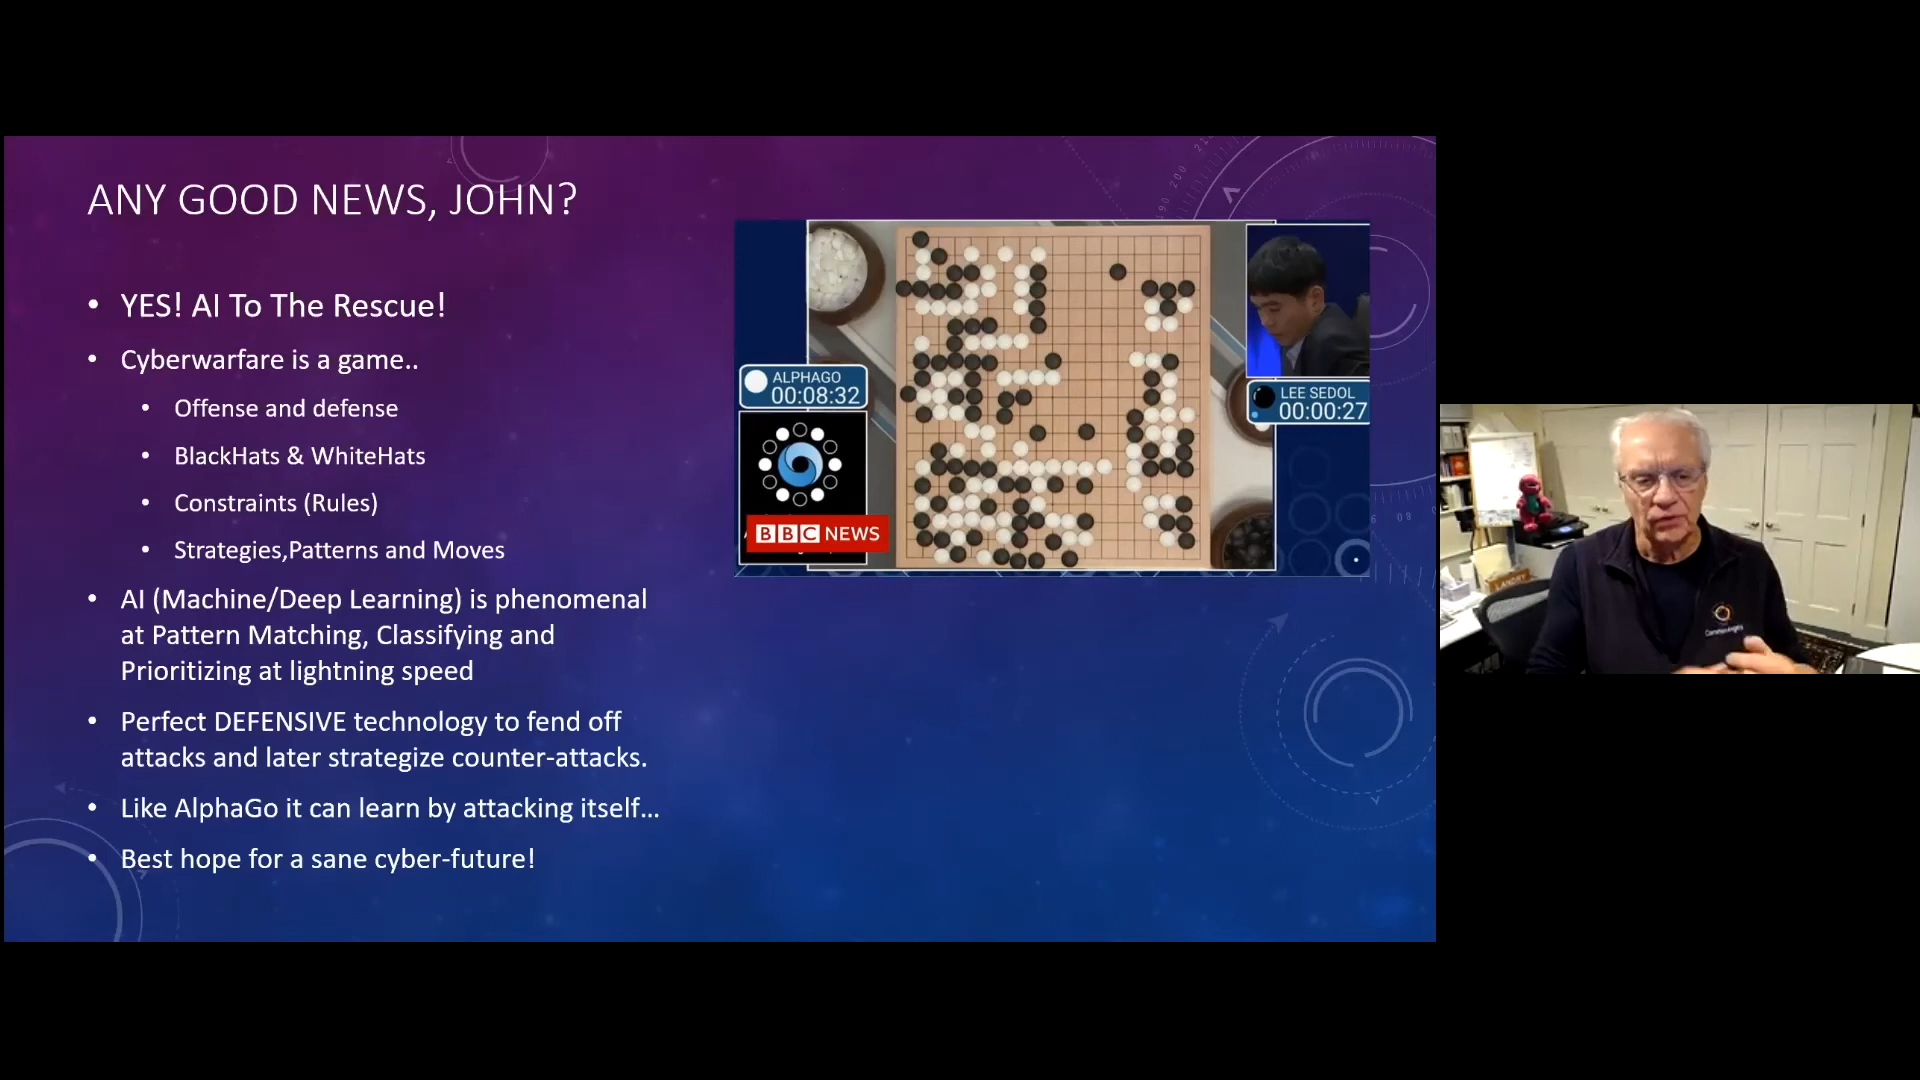 ANY GOOD NEWS, JOHN?
• YES! AI To The Rescue!
• Cyberwarfare is a game..
• Offense and defense
• BlackHats & WhiteHats
• Constraints (Rules)
• Strategies,Patterns and Moves
• AI (Machine/Deep Learning) is phenomenal
at Pattern Matching, Classifying and
Prioritizing at lightning speed
• Perfect DEFENSIVE technology to fend off
attacks and later strategize counter-attacks.
• Like AlphaGo it can learn by attacking itself…
• Best hope for a sane cyber-future!
ALPHAGO
00:08:32
LEE SEDOL
00:00:27
BBC NEWS
LANDRY